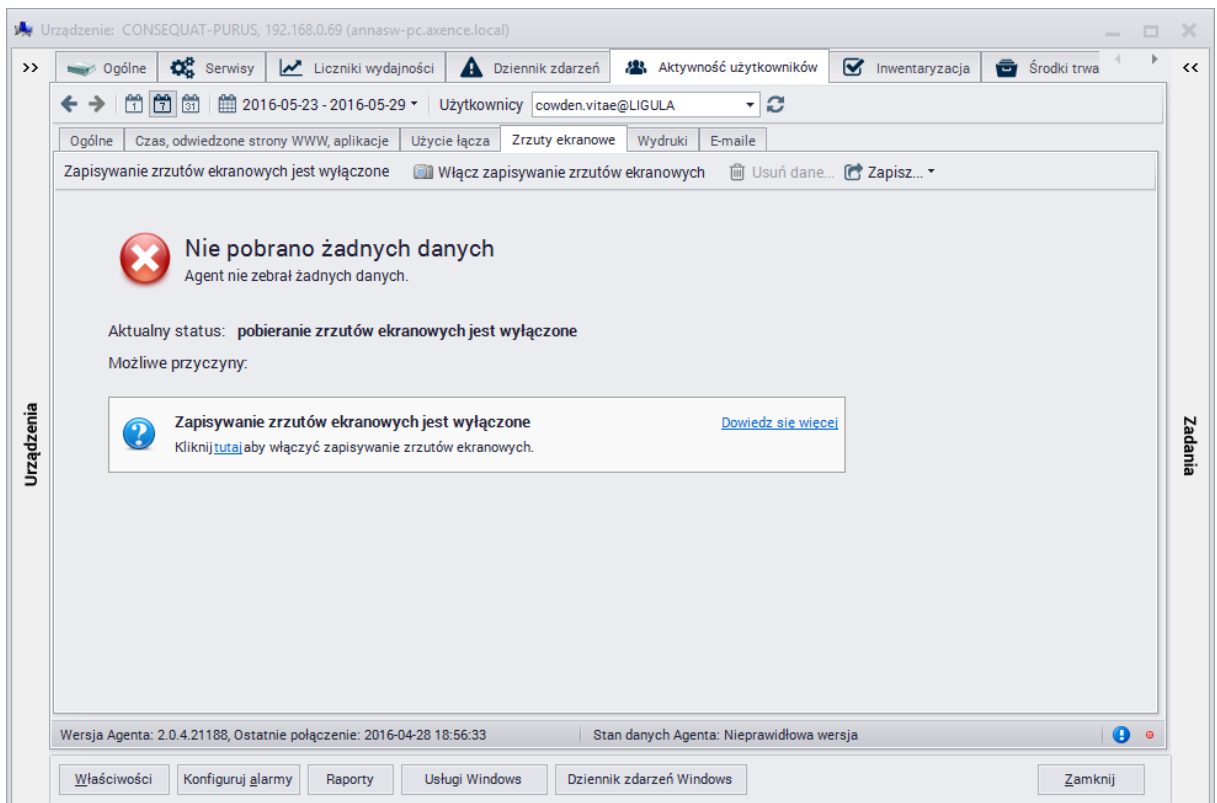 Urządzenie: CONSEQUAT-PURUS, 192.168.0.69 (annasw-pc.axence.local)
>> Ogólne Serwisy Liczniki wydajności Dziennik zdarzeń Aktywność użytkowników Inwentaryzacja Środki trwa <<
1 7 31 2016-05-23 - 2016-05-29 Użytkownicy cowden.vitae@LIGULA
Ogólne Czas, odwiedzone strony WWW, aplikacje Użycie łącza Zrzuty ekranowe Wydruki E-maile
Zapisywanie zrzutów ekranowych jest wyłączone Włącz zapisywanie zrzutów ekranowych Usuń dane... Zapisz...
Nie pobrano żadnych danych
Agent nie zebrał żadnych danych.
Aktualny status: pobieranie zrzutów ekranowych jest wyłączone
Możliwe przyczyny:
Zapisywanie zrzutów ekranowych jest wyłączone Dowiedz się więcej
Kliknij tutaj aby włączyć zapisywanie zrzutów ekranowych.
Urządzenia
Zadania
Wersja Agenta: 2.0.4.21188, Ostatnie połączenie: 2016-04-28 18:56:33 Stan danych Agenta: Nieprawidłowa wersja
Właściwości Konfiguruj alarmy Raporty Usługi Windows Dziennik zdarzeń Windows Zamknij